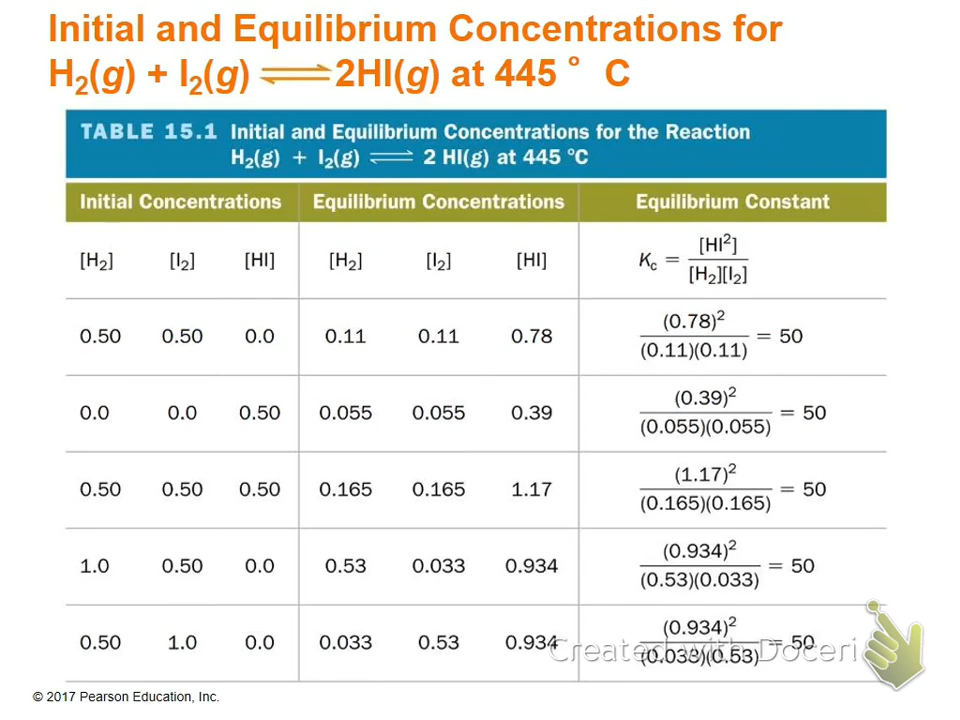 Initial and Equilibrium Concentrations for
H₂(g) + I₂(g) ⇌ 2HI(g) at 445 ° C
TABLE 15.1 Initial and Equilibrium Concentrations for the Reaction
H₂(g) + I₂(g) ⇌ 2 HI(g) at 445 °C
Initial Concentrations Equilibrium Concentrations Equilibrium Constant
[H₂] [I₂] [HI] [H₂] [I₂] [HI] Kc = [HI²] / [H₂][I₂]
0.50 0.50 0.0 0.11 0.11 0.78 (0.78)² / (0.11)(0.11) = 50
0.0 0.0 0.50 0.055 0.055 0.39 (0.39)² / (0.055)(0.055) = 50
0.50 0.50 0.50 0.165 0.165 1.17 (1.17)² / (0.165)(0.165) = 50
1.0 0.50 0.0 0.53 0.033 0.934 (0.934)² / (0.53)(0.033) = 50
0.50 1.0 0.0 0.033 0.53 0.934 (0.934)² / (0.033)(0.53) = 50
Created with Doceri
© 2017 Pearson Education, Inc.